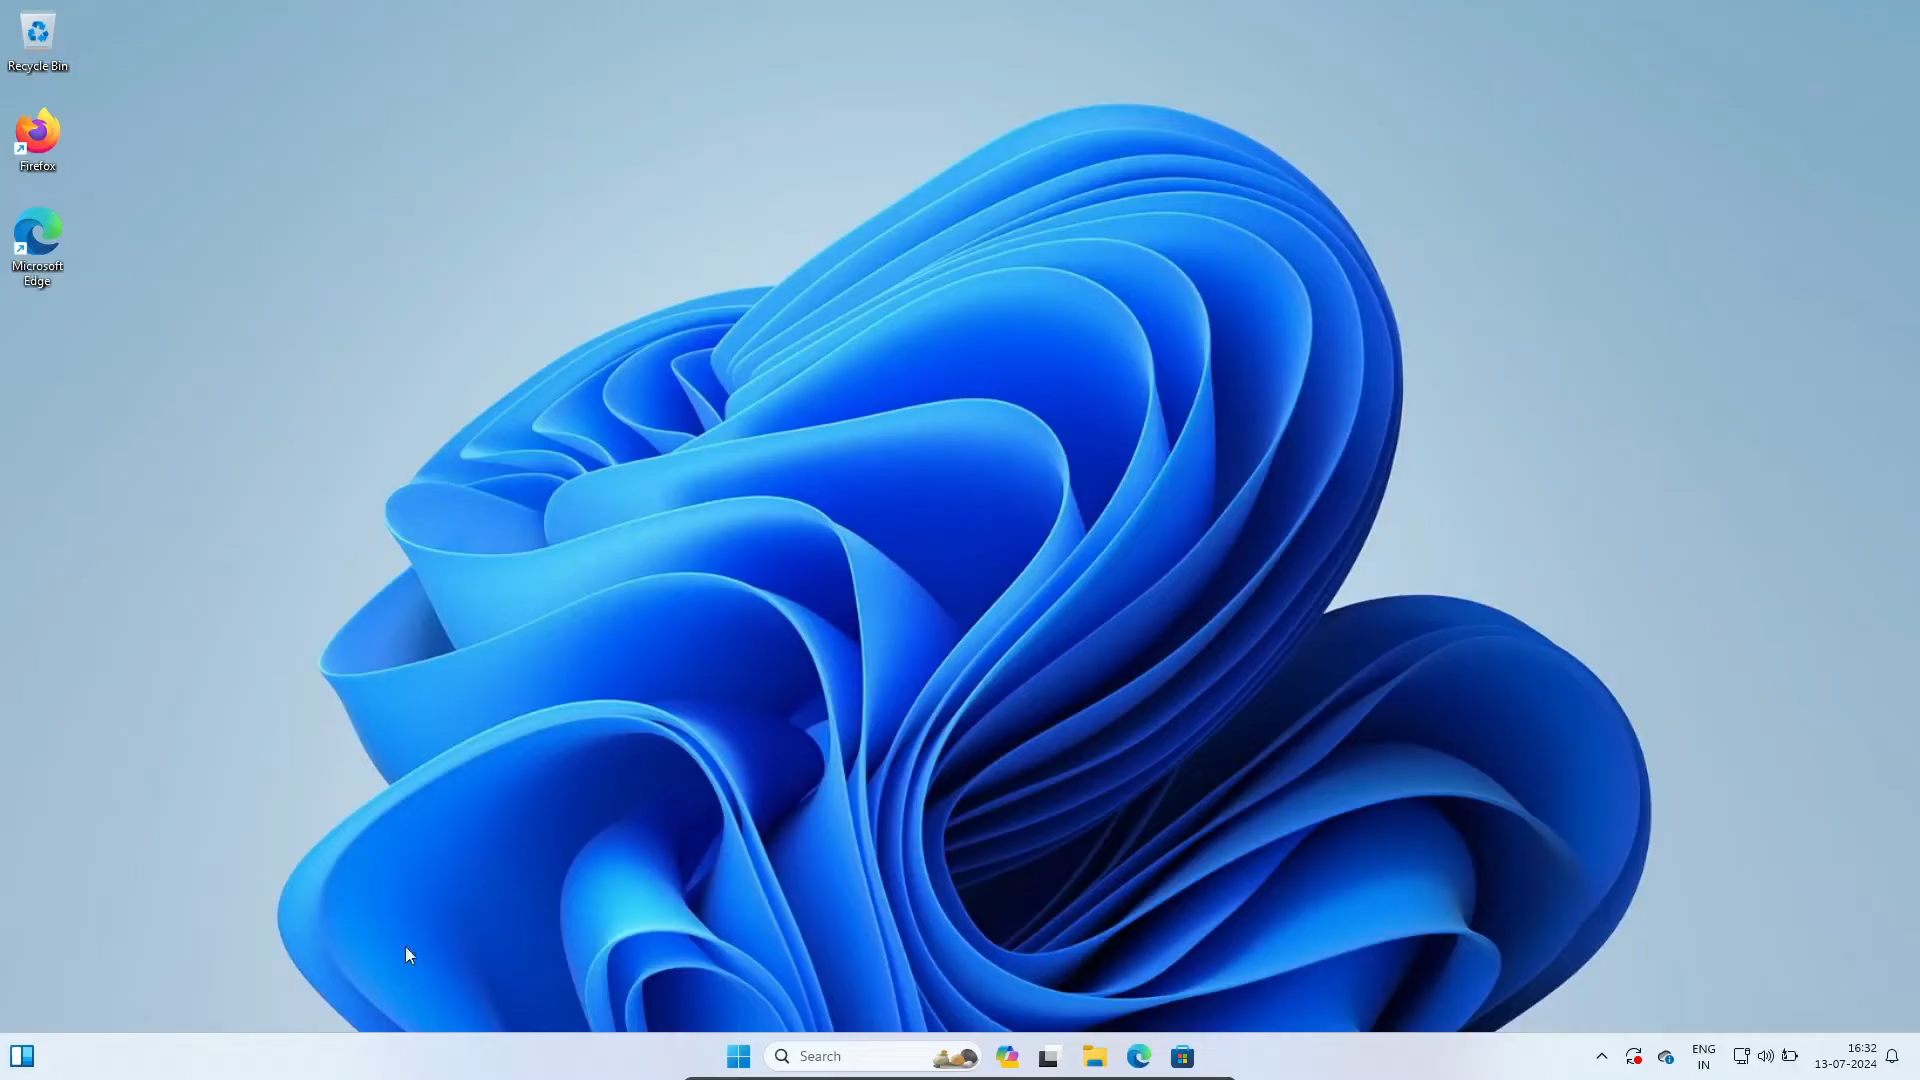 Recycle Bin
Firefox
Microsoft
Edge
Search
ENG
IN
16:32
13-07-2024